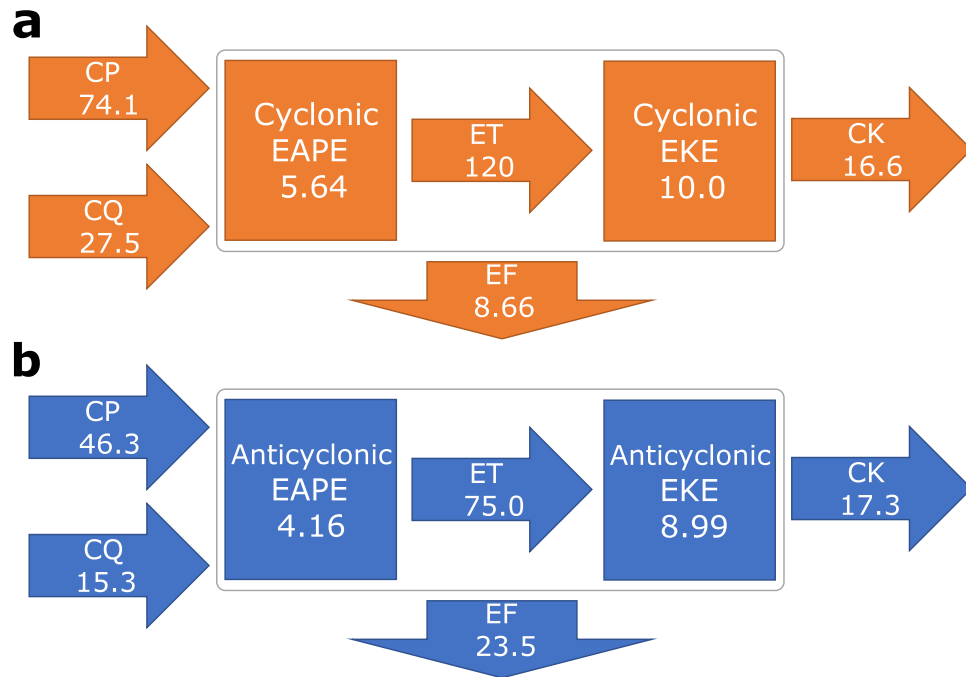 a
CP
74.1
CQ
27.5
Cyclonic
EAPE
5.64
ET
120
Cyclonic
EKE
10.0
CK
16.6
EF
8.66
b
CP
46.3
CQ
15.3
Anticyclonic
EAPE
4.16
ET
75.0
Anticyclonic
EKE
8.99
CK
17.3
EF
23.5